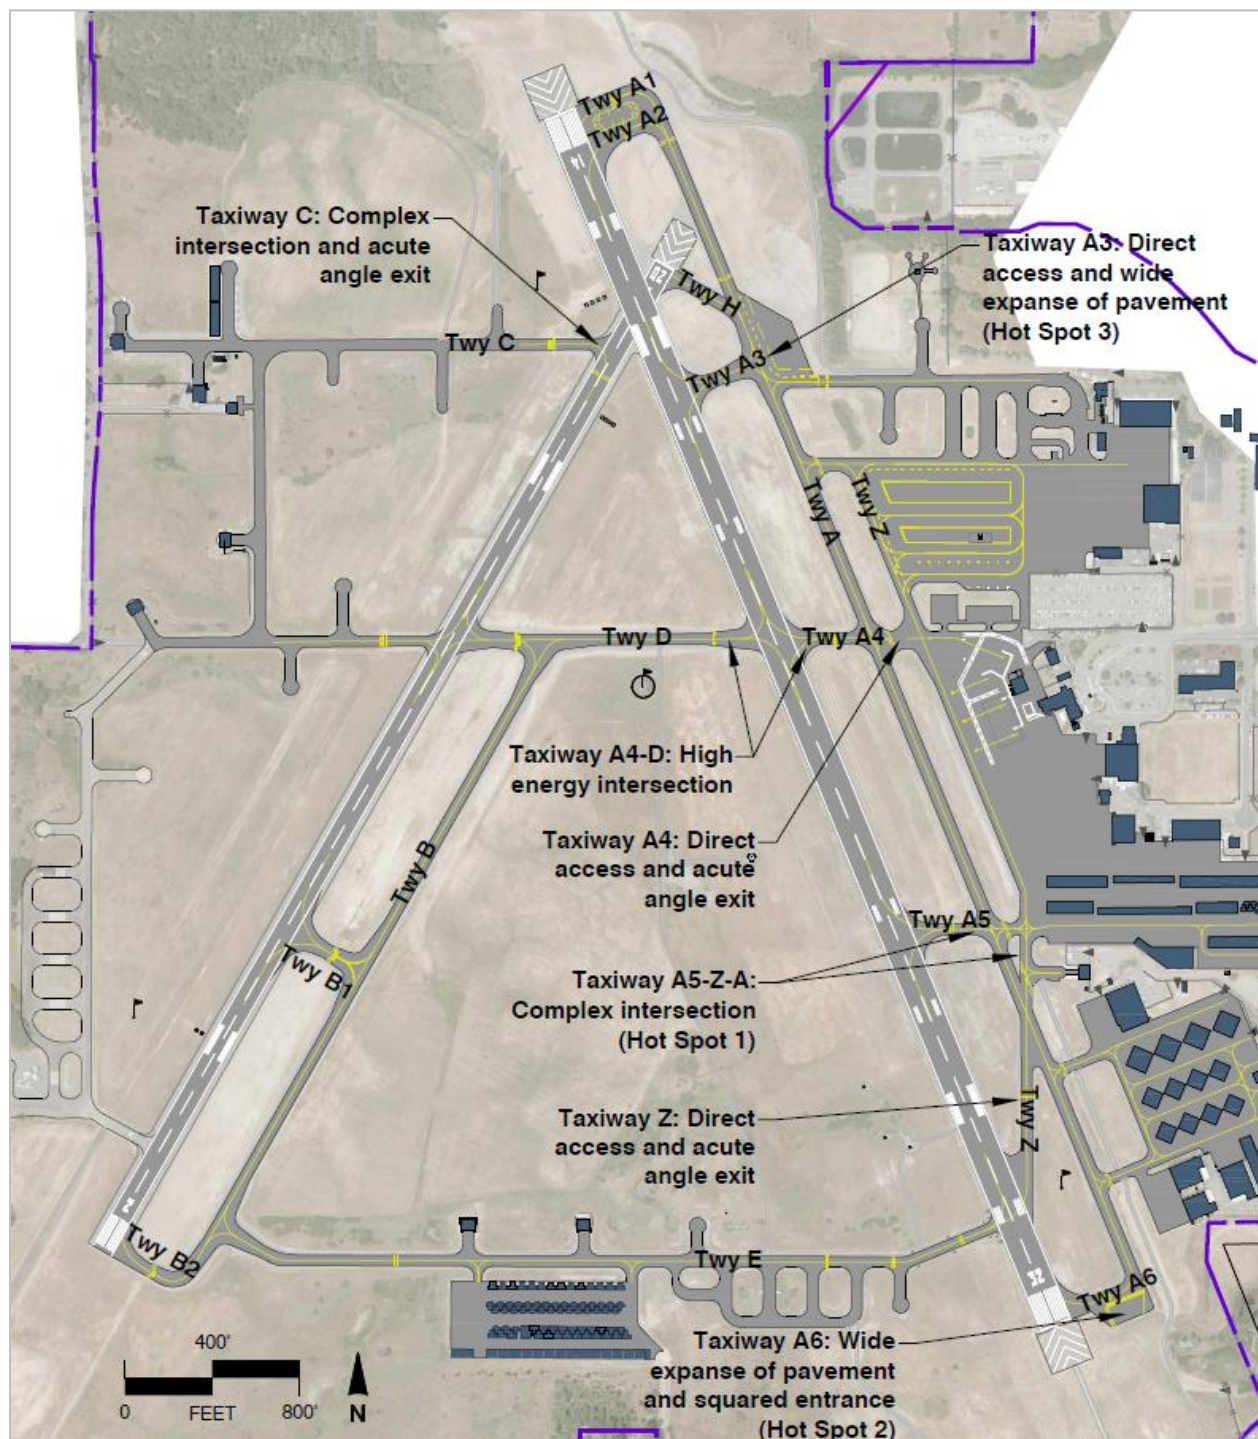 Twy A1
Twy A2
14
Taxiway C: Complex
intersection and acute
angle exit
Taxiway A3: Direct
access and wide
expanse of pavement
(Hot Spot 3)
20
Twy H
Twy C
Twy A3
Twy A
Twy Z
Twy D
Twy A4
Taxiway A4-D: High
energy intersection
Taxiway A4: Direct
access and acute
angle exit
Twy B
Twy A5
Twy B1
Taxiway A5-Z-A:
Complex intersection
(Hot Spot 1)
Taxiway Z: Direct
access and acute
angle exit
Twy Z
2
Twy B2
Twy E
32
Twy A6
Taxiway A6: Wide
expanse of pavement
and squared entrance
(Hot Spot 2)
400'
0 FEET 800'
N